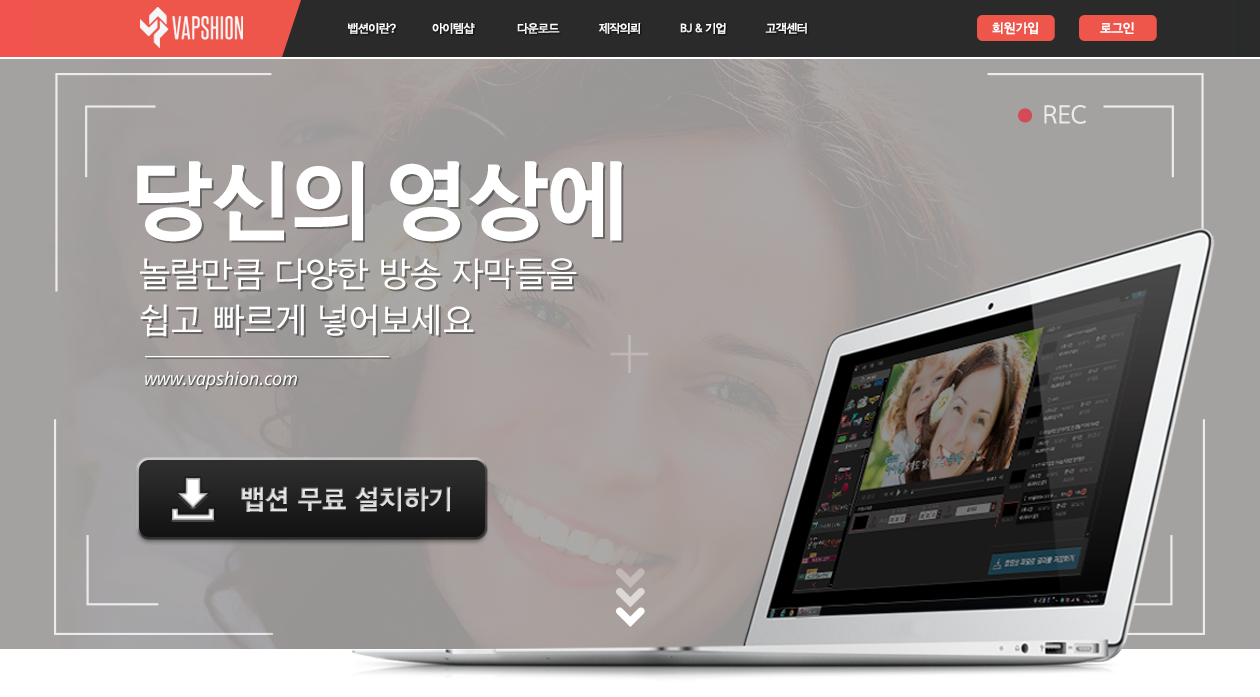 VAPSHION
뱁션이란? 아이템샵 다운로드 제작의뢰 BJ & 기업 고객센터
회원가입 로그인
REC
당신의 영상에
놀랄만큼 다양한 방송 자막들을
쉽고 빠르게 넣어보세요
www.vapshion.com
뱁션 무료 설치하기